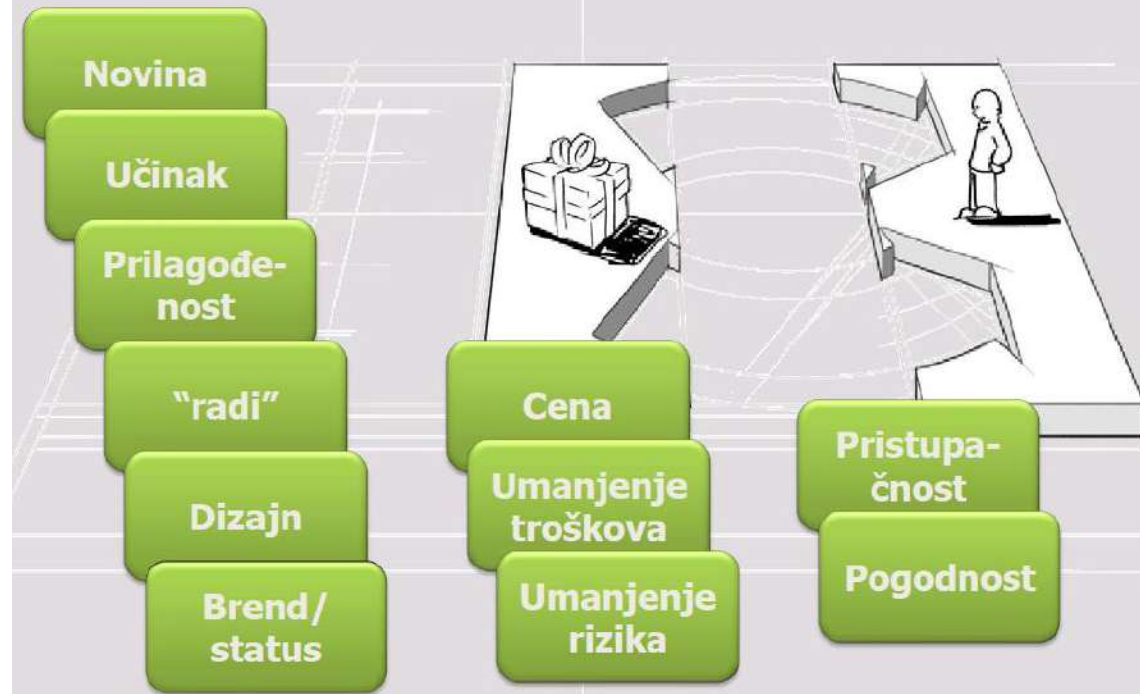 Novina
Učinak
Prilagođe-
nost
“radi”
Dizajn
Brend/
status
Cena
Umanjenje
troškova
Umanjenje
rizika
Pristupa-
čnost
Pogodnost